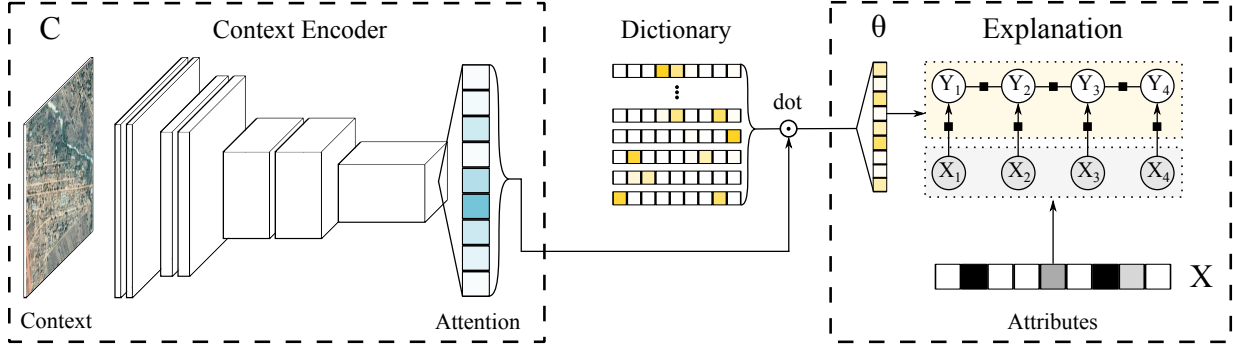 C
Context Encoder
Dictionary
θ
Explanation
dot
Y1
Y2
Y3
Y4
X1
X2
X3
X4
X
Context
Attention
Attributes